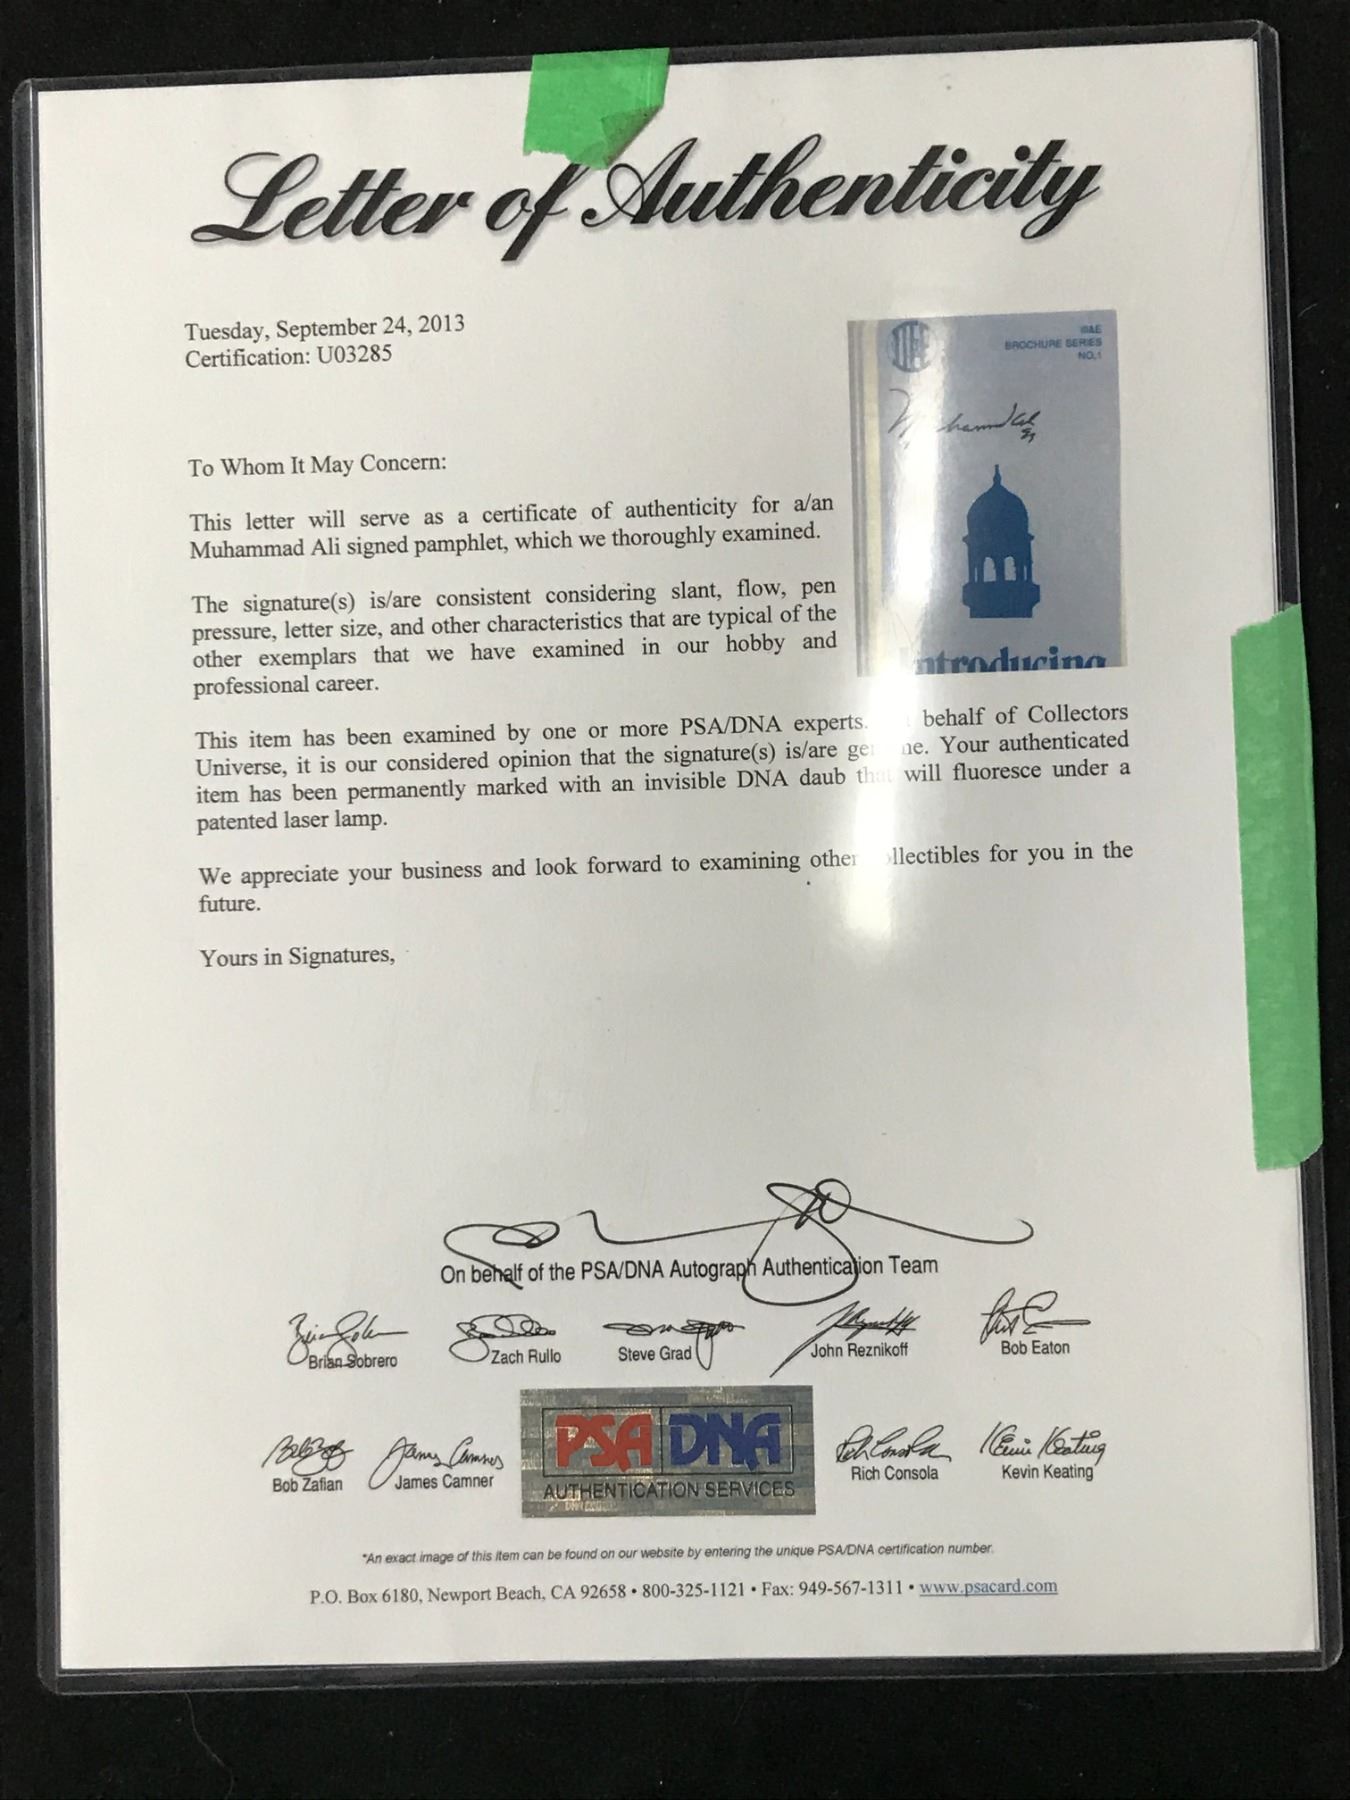 Letter of Authenticity
Tuesday, September 24, 2013
Certification: U03285
III&E
BROCHURE SERIES
NO.1
To Whom It May Concern:
This letter will serve as a certificate of authenticity for a/an
Muhammad Ali signed pamphlet, which we thoroughly examined.
The signature(s) is/are consistent considering slant, flow, pen
pressure, letter size, and other characteristics that are typical of the
other exemplars that we have examined in our hobby and
professional career.
Introducing
This item has been examined by one or more PSA/DNA experts. behalf of Collectors
Universe, it is our considered opinion that the signature(s) is/are genuine. Your authenticated
item has been permanently marked with an invisible DNA daub that will fluoresce under a
patented laser lamp.
We appreciate your business and look forward to examining other collectibles for you in the
future.
Yours in Signatures,
On behalf of the PSA/DNA Autograph Authentication Team
Brian Sobrero
Zach Rullo
Steve Grad
John Reznikoff
Bob Eaton
Bob Zafian
James Camner
PSA DNA
AUTHENTICATION SERVICES
Rich Consola
Kevin Keating
*An exact image of this item can be found on our website by entering the unique PSA/DNA certification number.
P.O. Box 6180, Newport Beach, CA 92658 • 800-325-1121 • Fax: 949-567-1311 • www.psacard.com